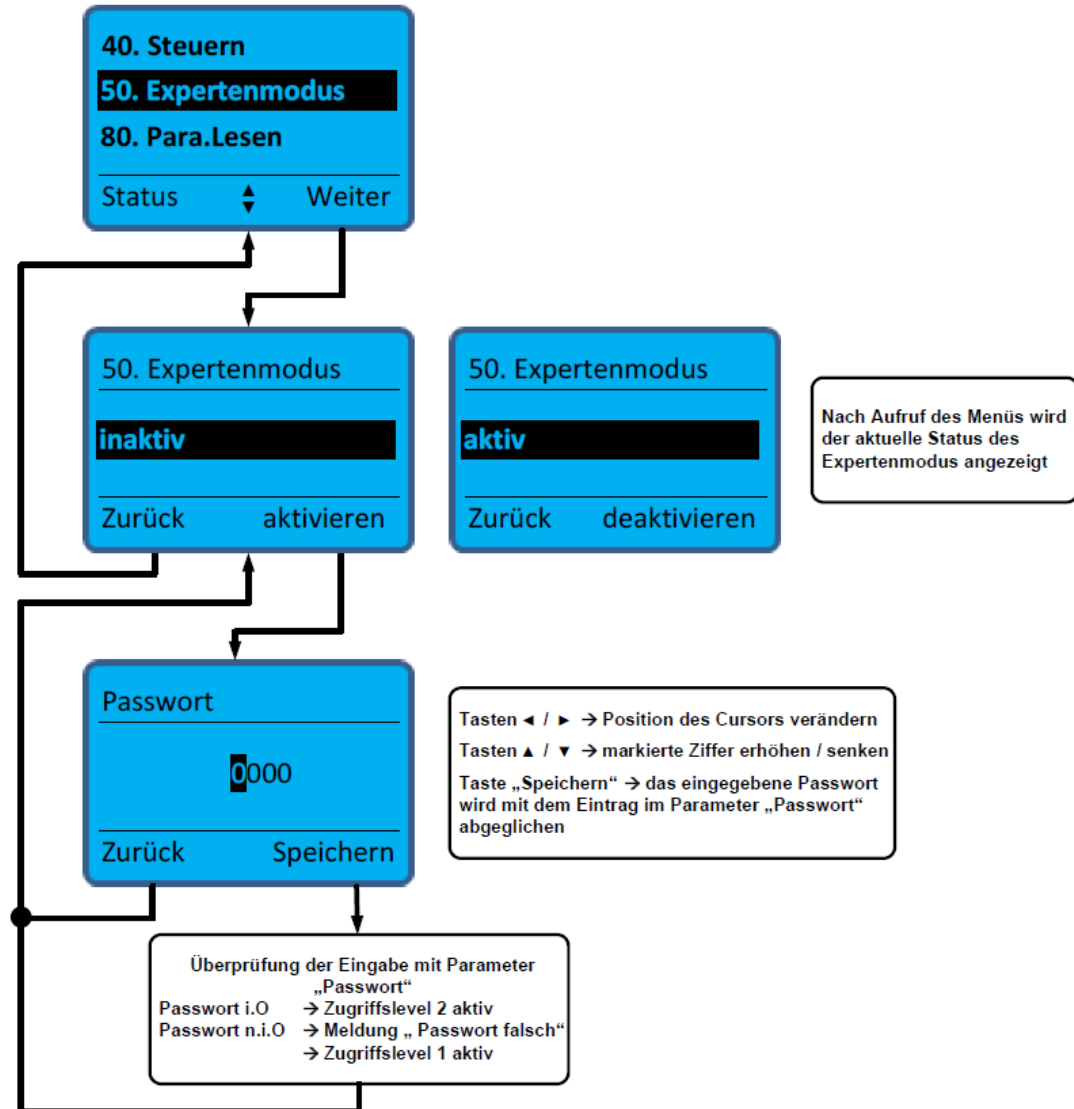 40. Steuern
50. Expertenmodus
80. Para.Lesen
Status ▲▼ Weiter
50. Expertenmodus
inaktiv
Zurück aktivieren
50. Expertenmodus
aktiv
Zurück deaktivieren
Nach Aufruf des Menüs wird
der aktuelle Status des
Expertenmodus angezeigt
Passwort
0000
Zurück Speichern
Tasten ◄ / ► → Position des Cursors verändern
Tasten ▲ / ▼ → markierte Ziffer erhöhen / senken
Taste „Speichern“ → das eingegebene Passwort
wird mit dem Eintrag im Parameter „Passwort“
abgeglichen
Überprüfung der Eingabe mit Parameter
„Passwort“
Passwort i.O → Zugriffslevel 2 aktiv
Passwort n.i.O → Meldung „ Passwort falsch“
→ Zugriffslevel 1 aktiv